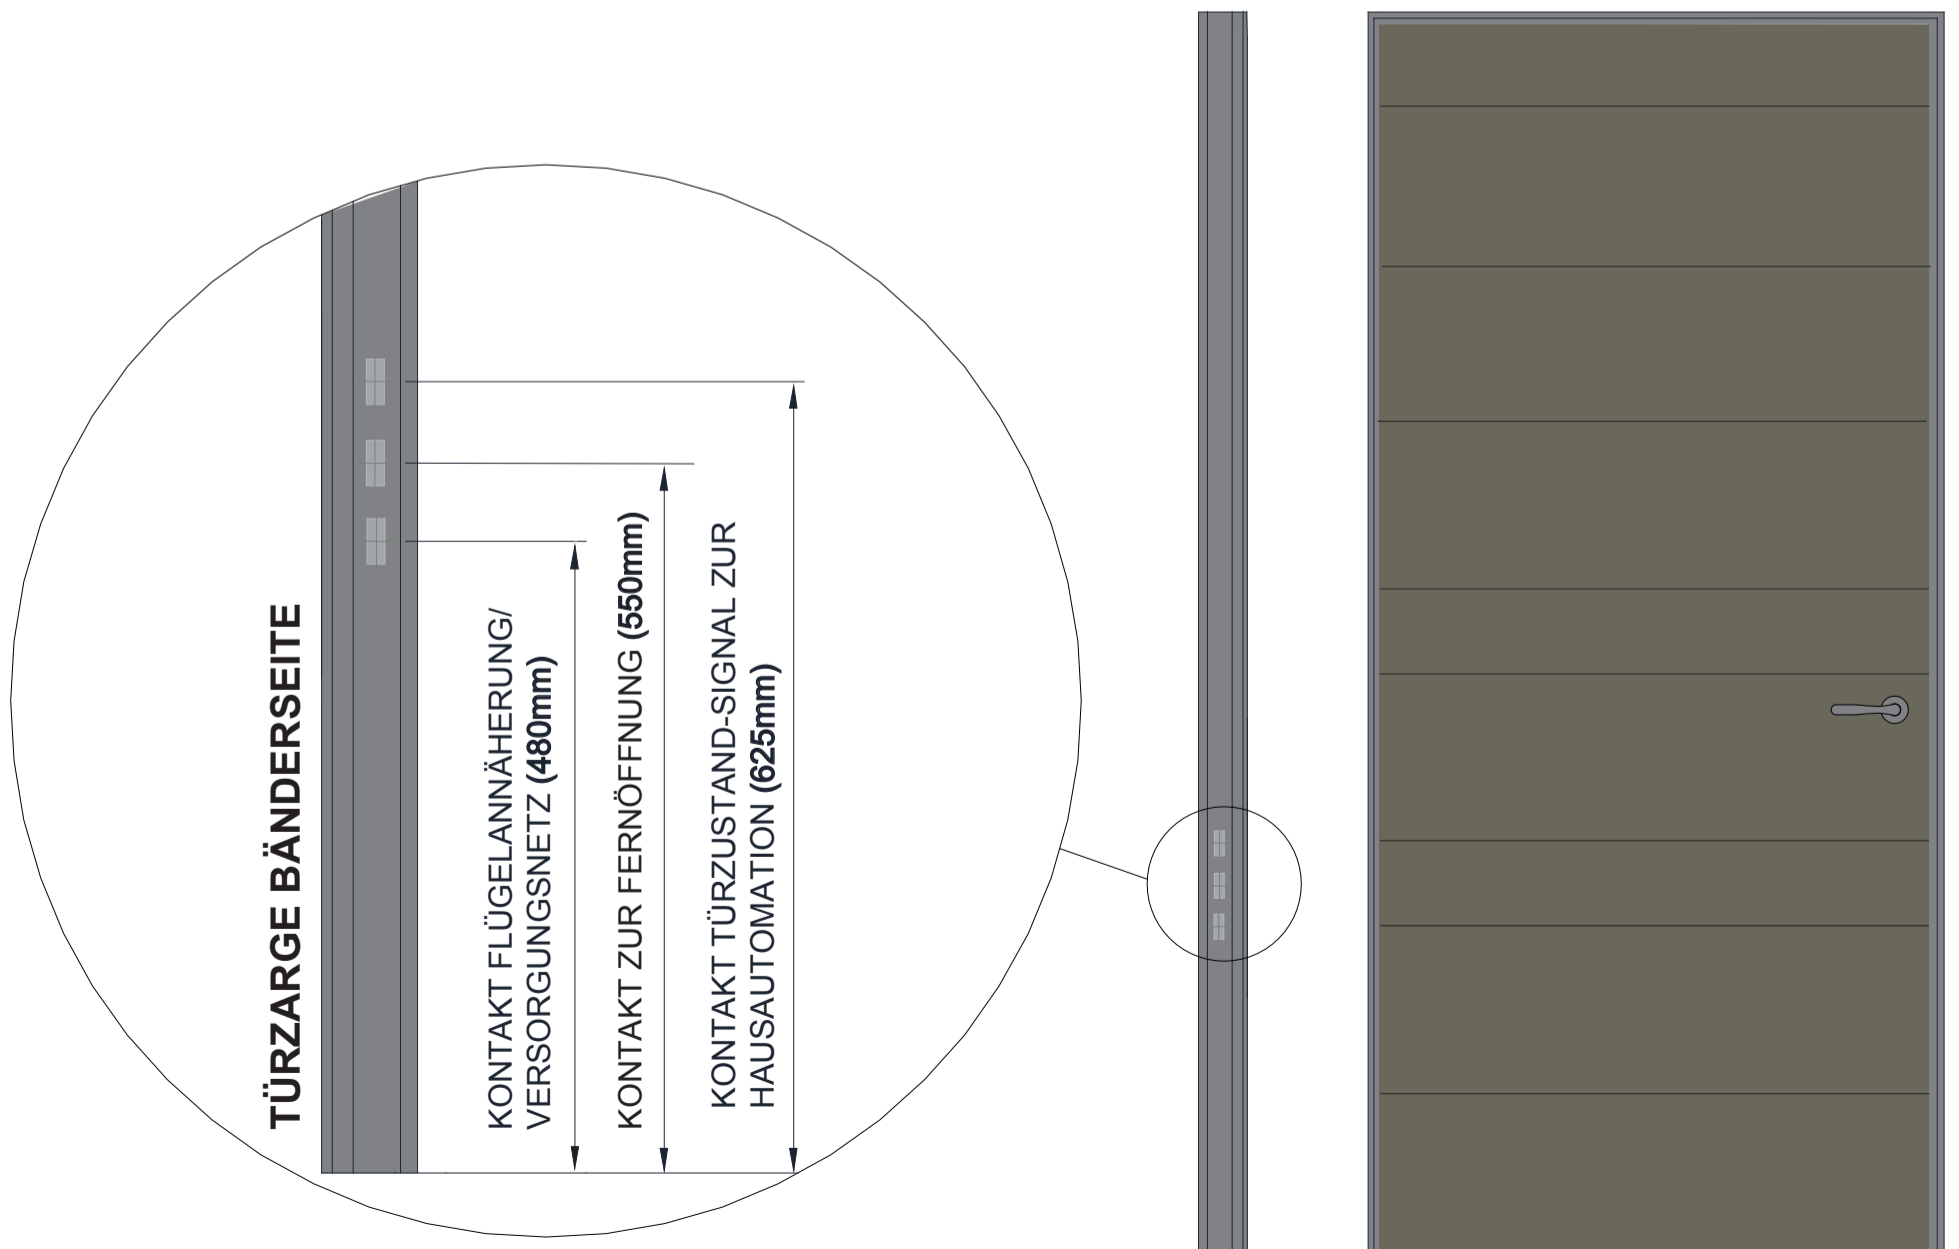 TÜRZARGE BÄNDERSEITE
KONTAKT FLÜGELANNÄHERUNG/
VERSORGUNGSNETZ (480mm)
KONTAKT ZUR FERNÖFFNUNG (550mm)
KONTAKT TÜRZUSTAND-SIGNAL ZUR
HAUSAUTOMATION (625mm)